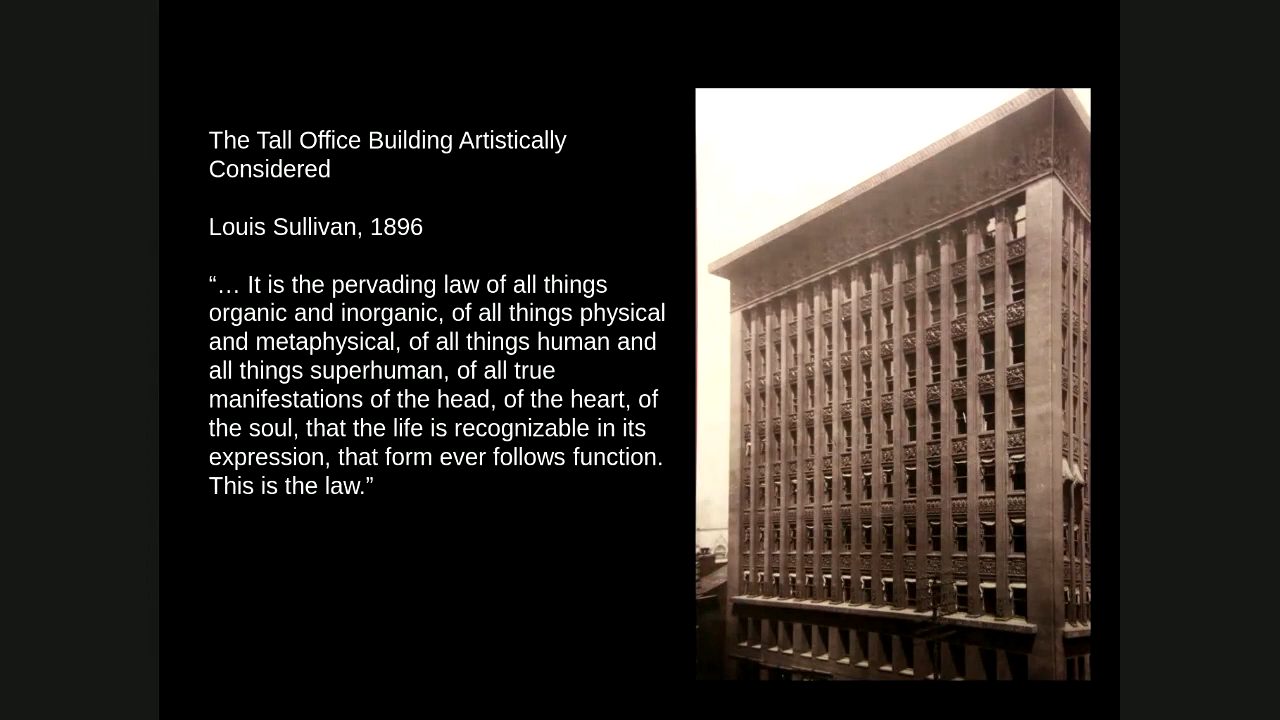 The Tall Office Building Artistically
Considered
Louis Sullivan, 1896
“… It is the pervading law of all things
organic and inorganic, of all things physical
and metaphysical, of all things human and
all things superhuman, of all true
manifestations of the head, of the heart, of
the soul, that the life is recognizable in its
expression, that form ever follows function.
This is the law.”